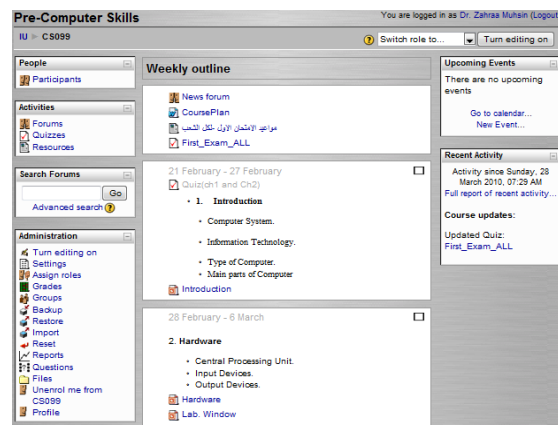 Pre-Computer Skills
You are logged in as Dr. Zahraa Muhsin (Logout
IU ► CS099
Switch role to...
Turn editing on
People
Participants
Activities
Forums
Quizzes
Resources
Search Forums
Go
Advanced search
Administration
Turn editing on
Settings
Assign roles
Grades
Groups
Backup
Restore
Import
Reset
Reports
Questions
Files
Unenrol me from
CS099
Profile
Weekly outline
News forum
CoursePlan
مواعيد الامتحان الاول -لكل الشعب
First_Exam_ALL
21 February - 27 February
Quiz(ch1 and Ch2)
• 1. Introduction
• Computer System.
• Information Technology.
• Type of Computer.
• Main parts of Computer
Introduction
28 February - 6 March
2. Hardware
• Central Processing Unit.
• Input Devices.
• Output Devices.
Hardware
Lab. Window
Upcoming Events
There are no upcoming
events
Go to calendar...
New Event...
Recent Activity
Activity since Sunday, 28
March 2010, 07:29 AM
Full report of recent activity...
Course updates:
Updated Quiz:
First_Exam_ALL